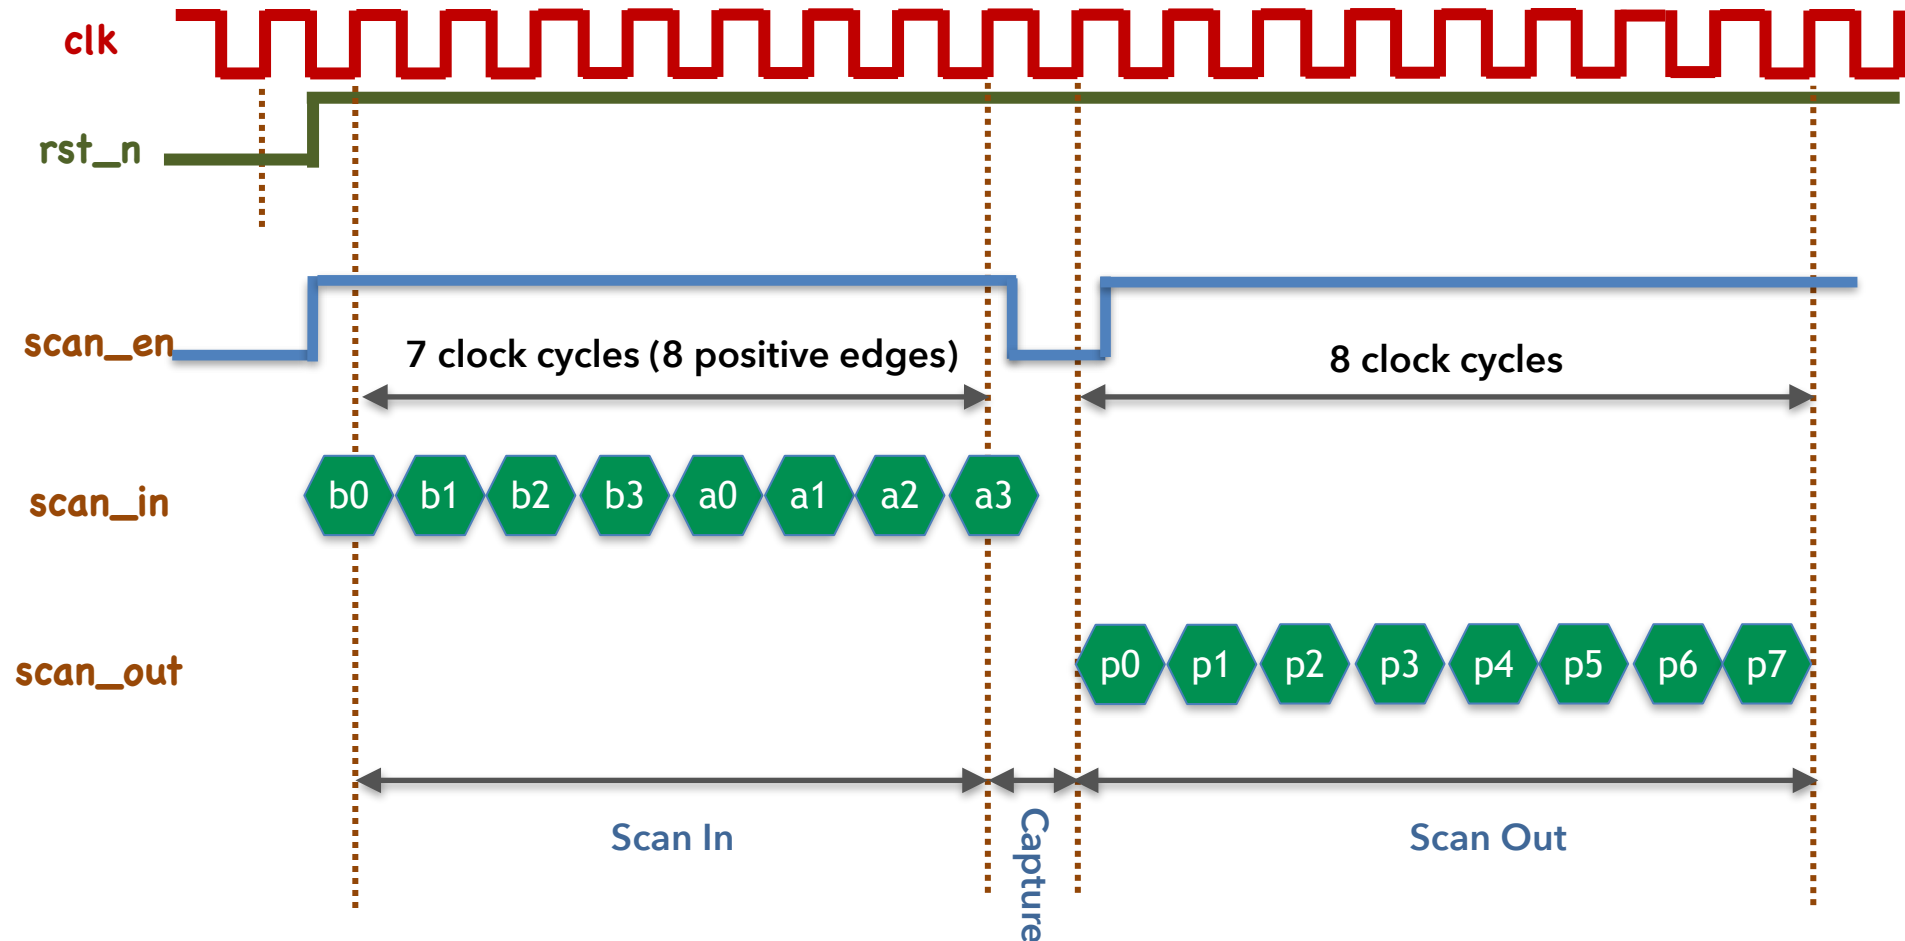 clk
rst_n
scan_en
7 clock cycles (8 positive edges)
8 clock cycles
scan_in
b0 b1 b2 b3 a0 a1 a2 a3
scan_out
p0 p1 p2 p3 p4 p5 p6 p7
Scan In
Capture
Scan Out